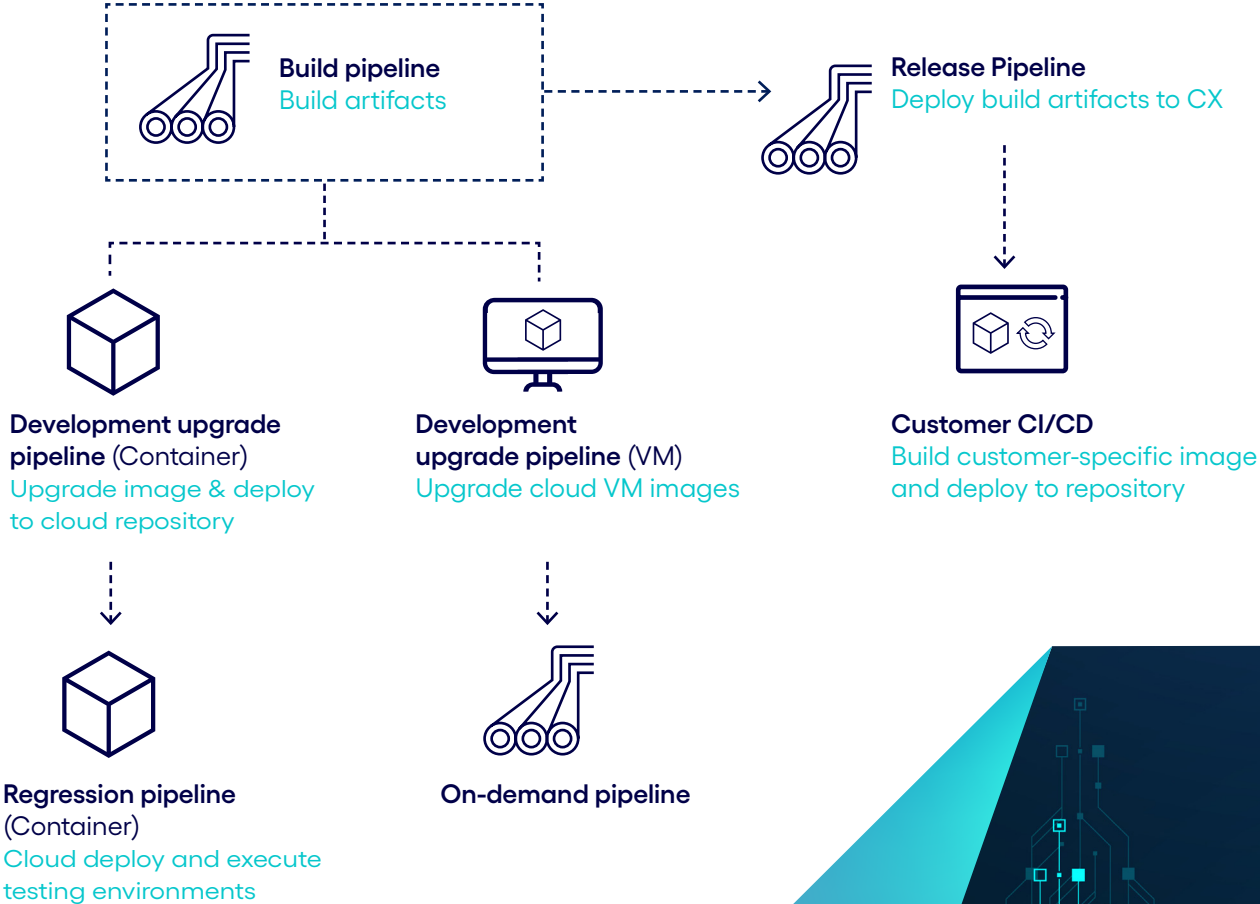 Build pipeline
Build artifacts
Release Pipeline
Deploy build artifacts to CX
Development upgrade
pipeline (Container)
Upgrade image & deploy
to cloud repository
Development
upgrade pipeline (VM)
Upgrade cloud VM images
Customer CI/CD
Build customer-specific image
and deploy to repository
Regression pipeline
(Container)
Cloud deploy and execute
testing environments
On-demand pipeline